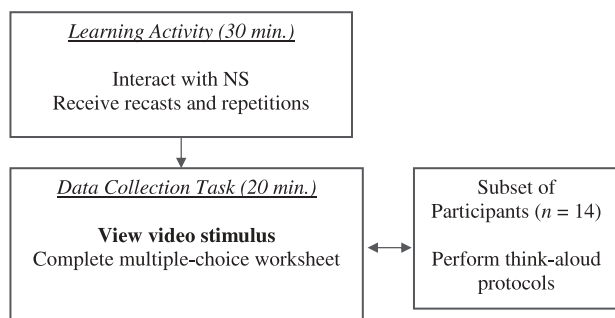 Learning Activity (30 min.)
Interact with NS
Receive recasts and repetitions
Data Collection Task (20 min.)
View video stimulus
Complete multiple-choice worksheet
Subset of
Participants (n = 14)
Perform think-aloud
protocols